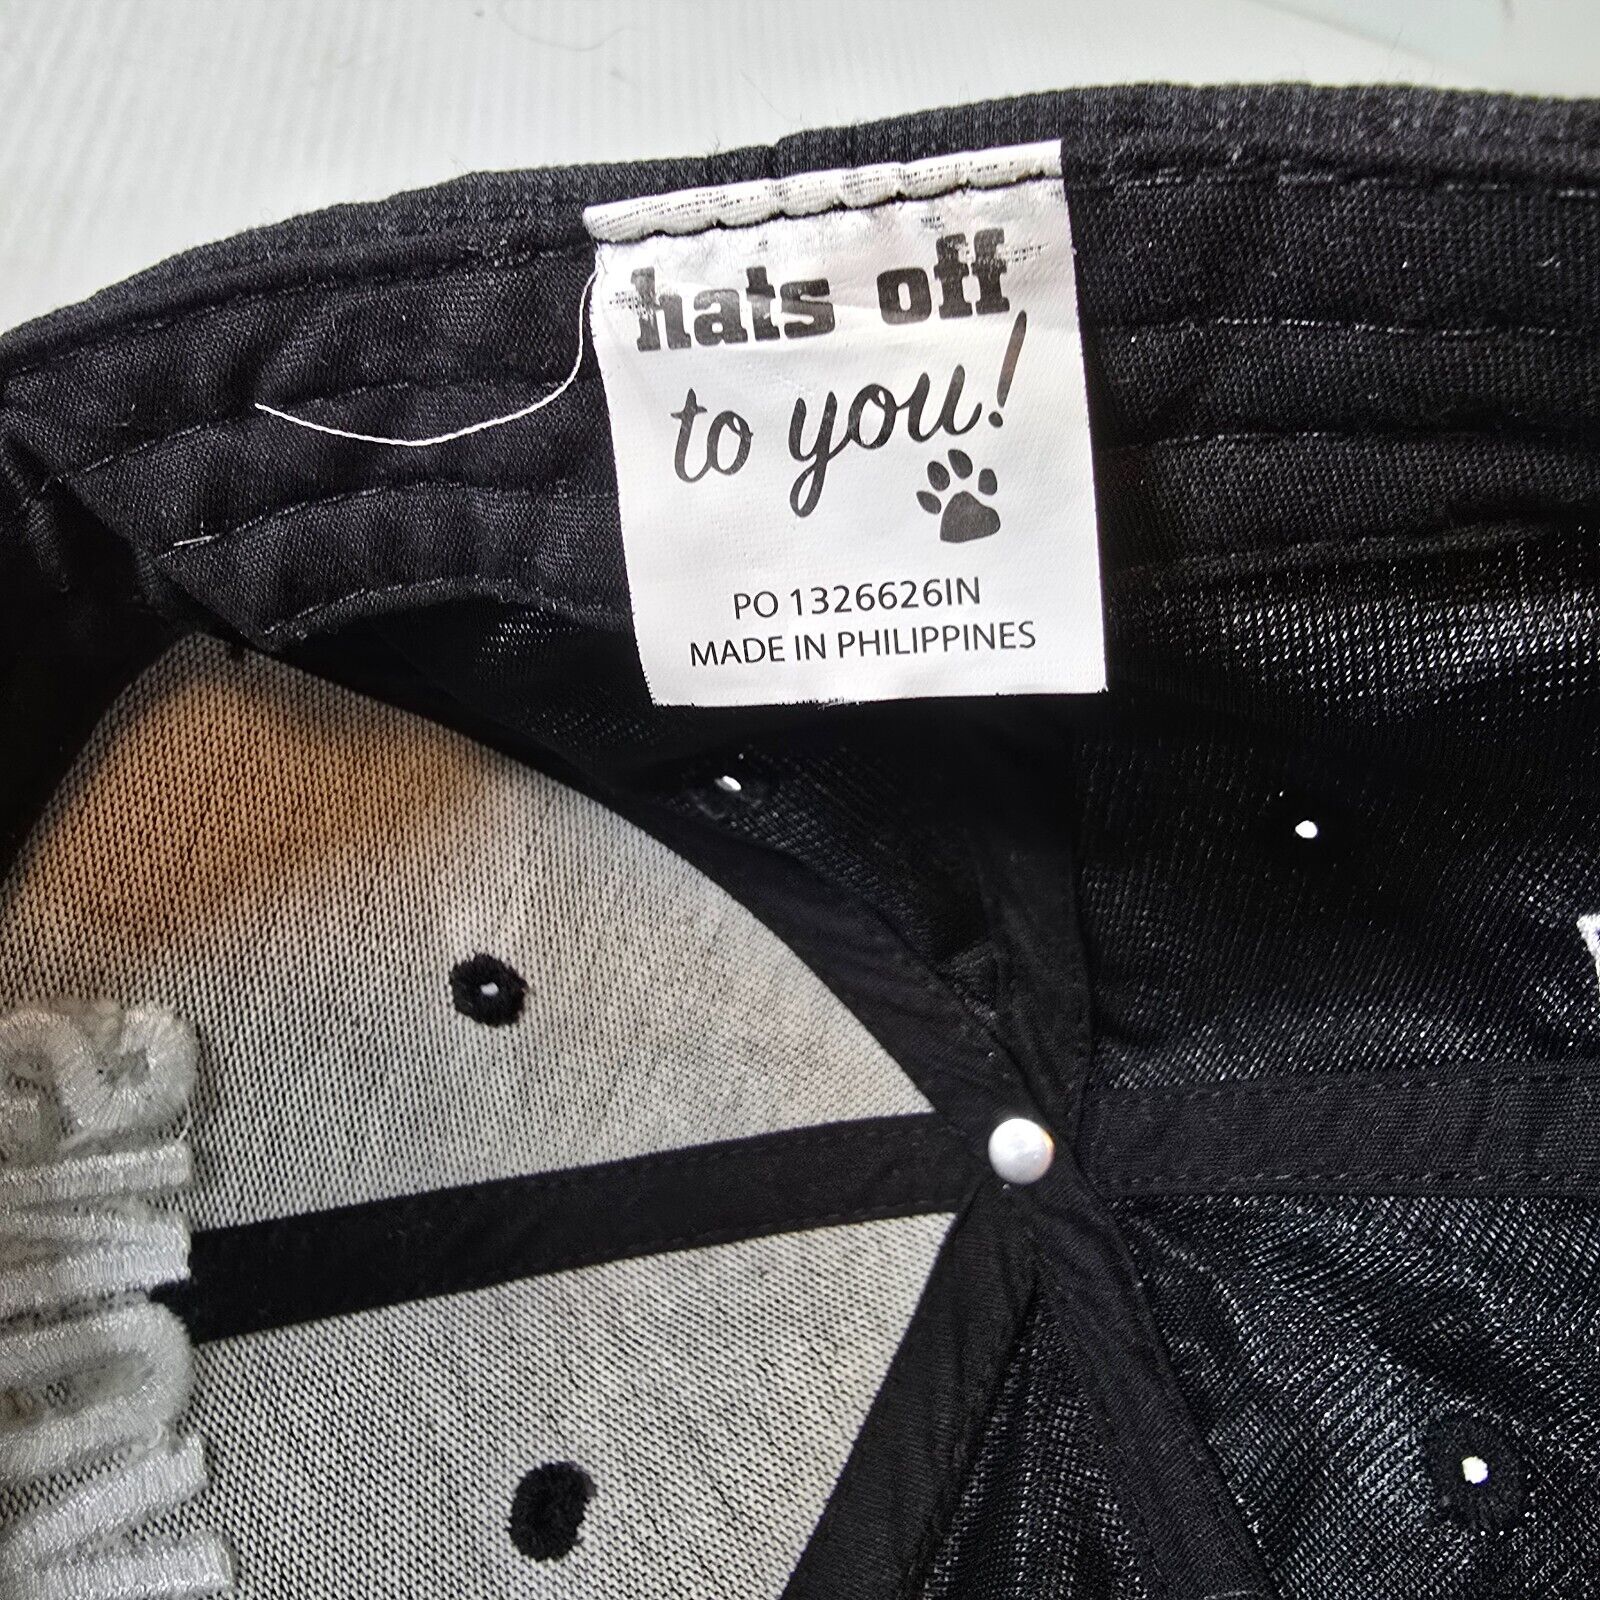 hats off
to you!
PO 1326626IN
MADE IN PHILIPPINES